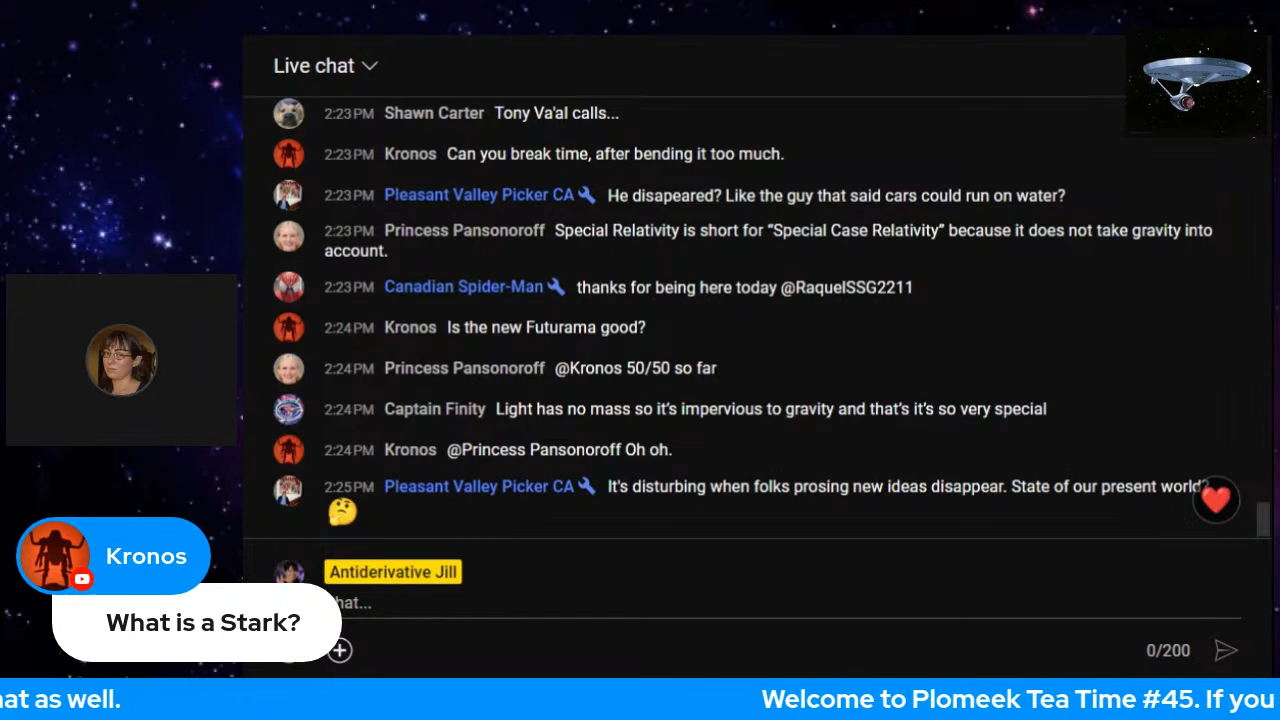 Live chat
2:23 PM Shawn Carter Tony Va'al calls...
2:23 PM Kronos Can you break time, after bending it too much.
2:23 PM Pleasant Valley Picker CA He disapeared? Like the guy that said cars could run on water?
2:23 PM Princess Pansonoroff Special Relativity is short for “Special Case Relativity” because it does not take gravity into
account.
2:23 PM Canadian Spider-Man thanks for being here today @RaquelSSG2211
2:24 PM Kronos Is the new Futurama good?
2:24 PM Princess Pansonoroff @Kronos 50/50 so far
2:24 PM Captain Finity Light has no mass so it’s impervious to gravity and that’s it’s so very special
2:24 PM Kronos @Princess Pansonoroff Oh oh.
2:25 PM Pleasant Valley Picker CA It's disturbing when folks prosing new ideas disappear. State of our present world?
🤔
Kronos
Antiderivative Jill
hat...
What is a Stark?
0/200
at as well. Welcome to Plomeek Tea Time #45. If you